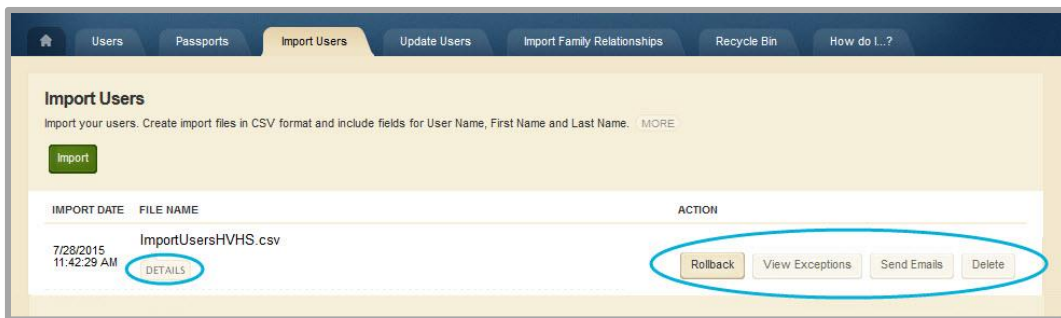 Users Passports Import Users Update Users Import Family Relationships Recycle Bin How do I...?
Import Users
Import your users. Create import files in CSV format and include fields for User Name, First Name and Last Name. MORE
Import
IMPORT DATE FILE NAME ACTION
7/28/2015
11:42:29 AM
ImportUsersHVHS.csv
DETAILS
Rollback View Exceptions Send Emails Delete